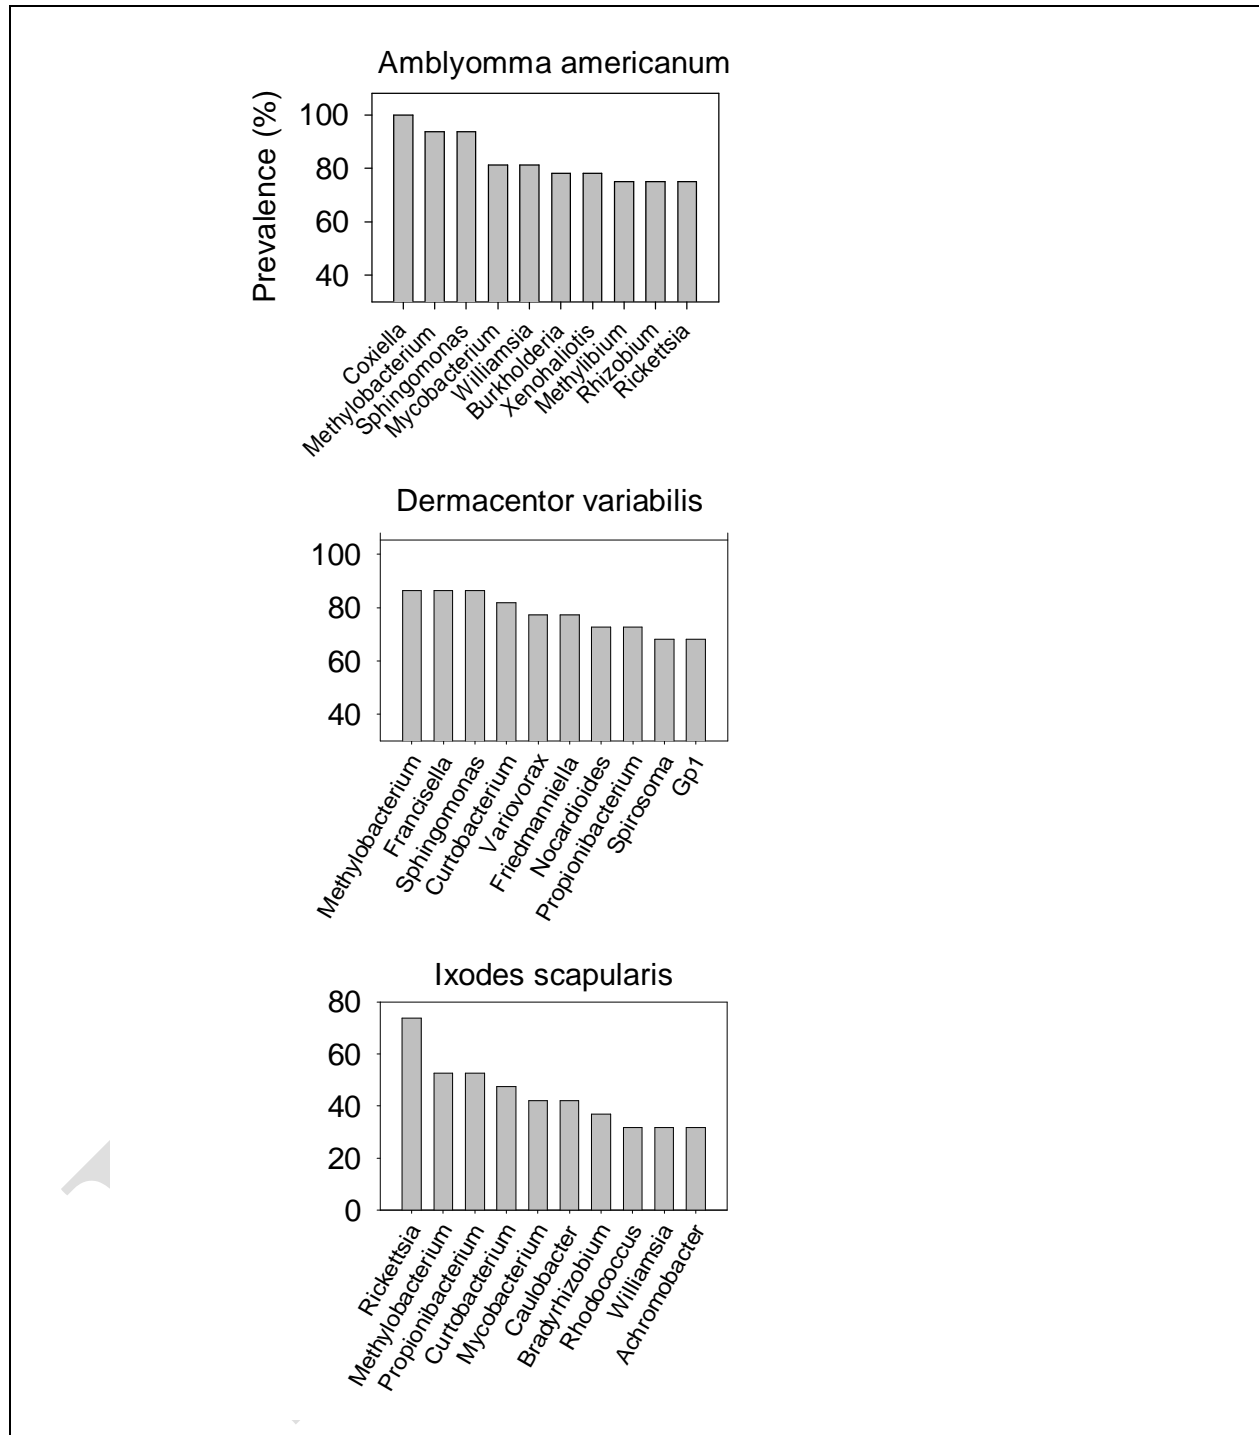 Amblyomma americanum
Prevalence (%)
100
80
60
40
Coxiella
Methylobacterium
Sphingomonas
Mycobacterium
Williamsia
Burkholderia
Xenohaliotis
Methylibium
Rhizobium
Rickettsia
Dermacentor variabilis
100
80
60
40
Methylobacterium
Francisella
Sphingomonas
Curtobacterium
Variovorax
Friedmanniella
Nocardioides
Propionibacterium
Spirosoma
Gp1
Ixodes scapularis
80
60
40
20
0
Rickettsia
Methylobacterium
Propionibacterium
Curtobacterium
Mycobacterium
Caulobacter
Bradyrhizobium
Rhodococcus
Williamsia
Achromobacter